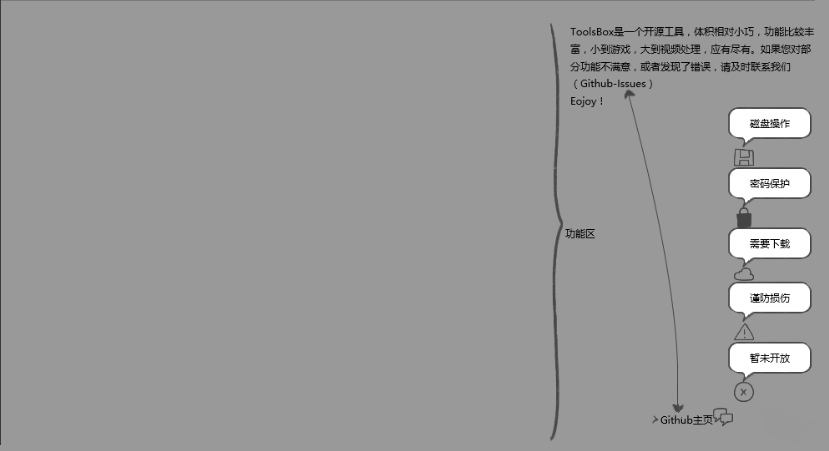 ToolsBox是一个开源工具，体积相对小巧，功能比较丰
富，小到游戏，大到视频处理，应有尽有。如果您对部
分功能不满意，或者发现了错误，请及时联系我们
（Github-Issues）
Eojoy！
磁盘操作
密码保护
功能区
需要下载
谨防损伤
暂未开放
Github主页